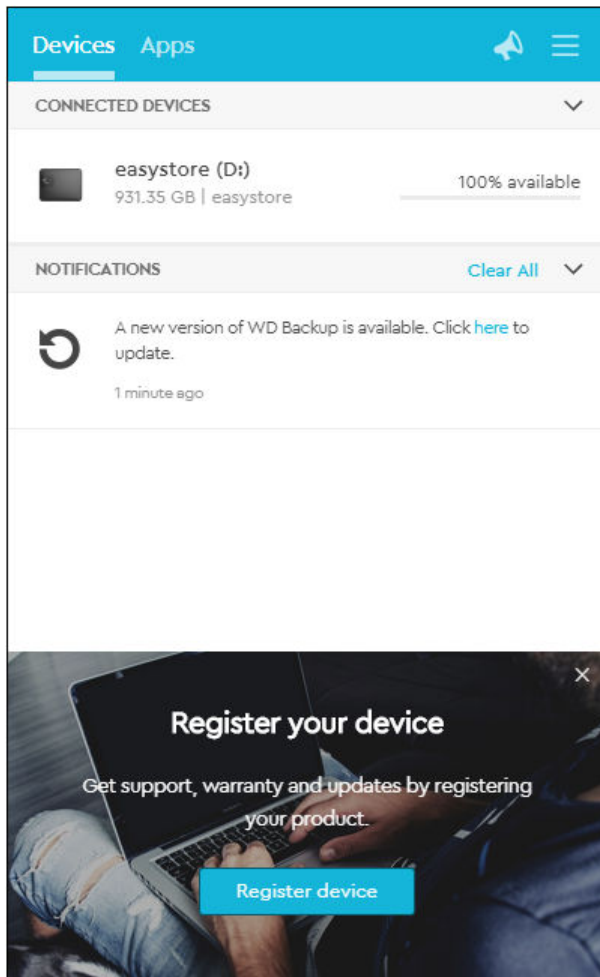 Devices Apps
CONNECTED DEVICES
easystore (D:)
931.35 GB | easystore
100% available
NOTIFICATIONS Clear All
A new version of WD Backup is available. Click here to
update.
1 minute ago
Register your device
Get support, warranty and updates by registering
your product.
Register device